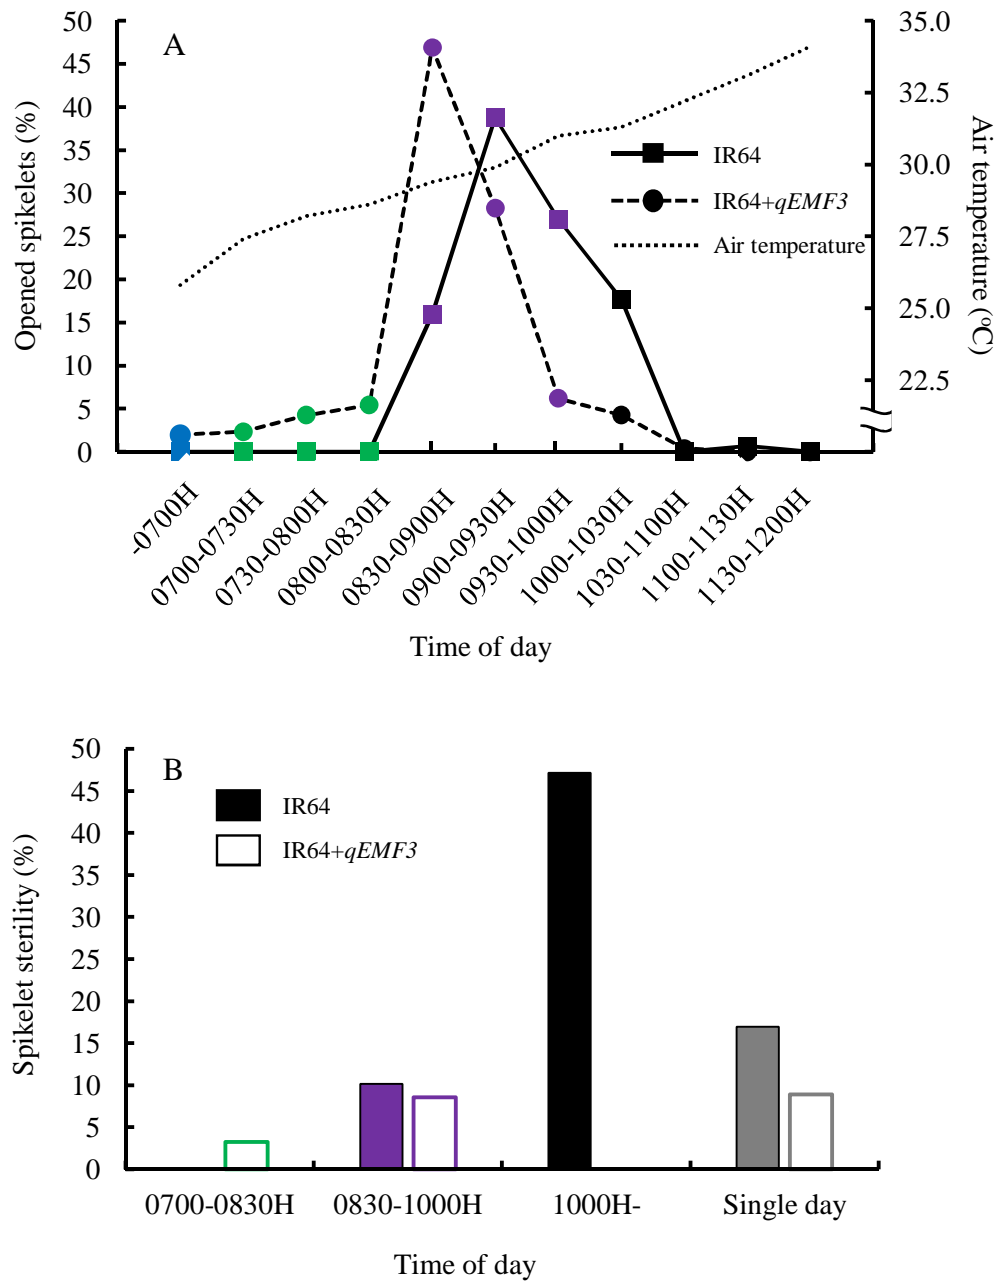 A
50
45
40
35
30
25
20
15
10
5
0
Opened spikelets (%)
35.0
32.5
30.0
27.5
25.0
22.5
Air temperature (ºC)
IR64
IR64+qEMF3
Air temperature
-0700H
0700-0730H
0730-0800H
0800-0830H
0830-0900H
0900-0930H
0930-1000H
1000-1030H
1030-1100H
1100-1130H
1130-1200H
Time of day
B
50
45
40
35
30
25
20
15
10
5
0
Spikelet sterility (%)
IR64
IR64+qEMF3
0700-0830H 0830-1000H 1000H- Single day
Time of day